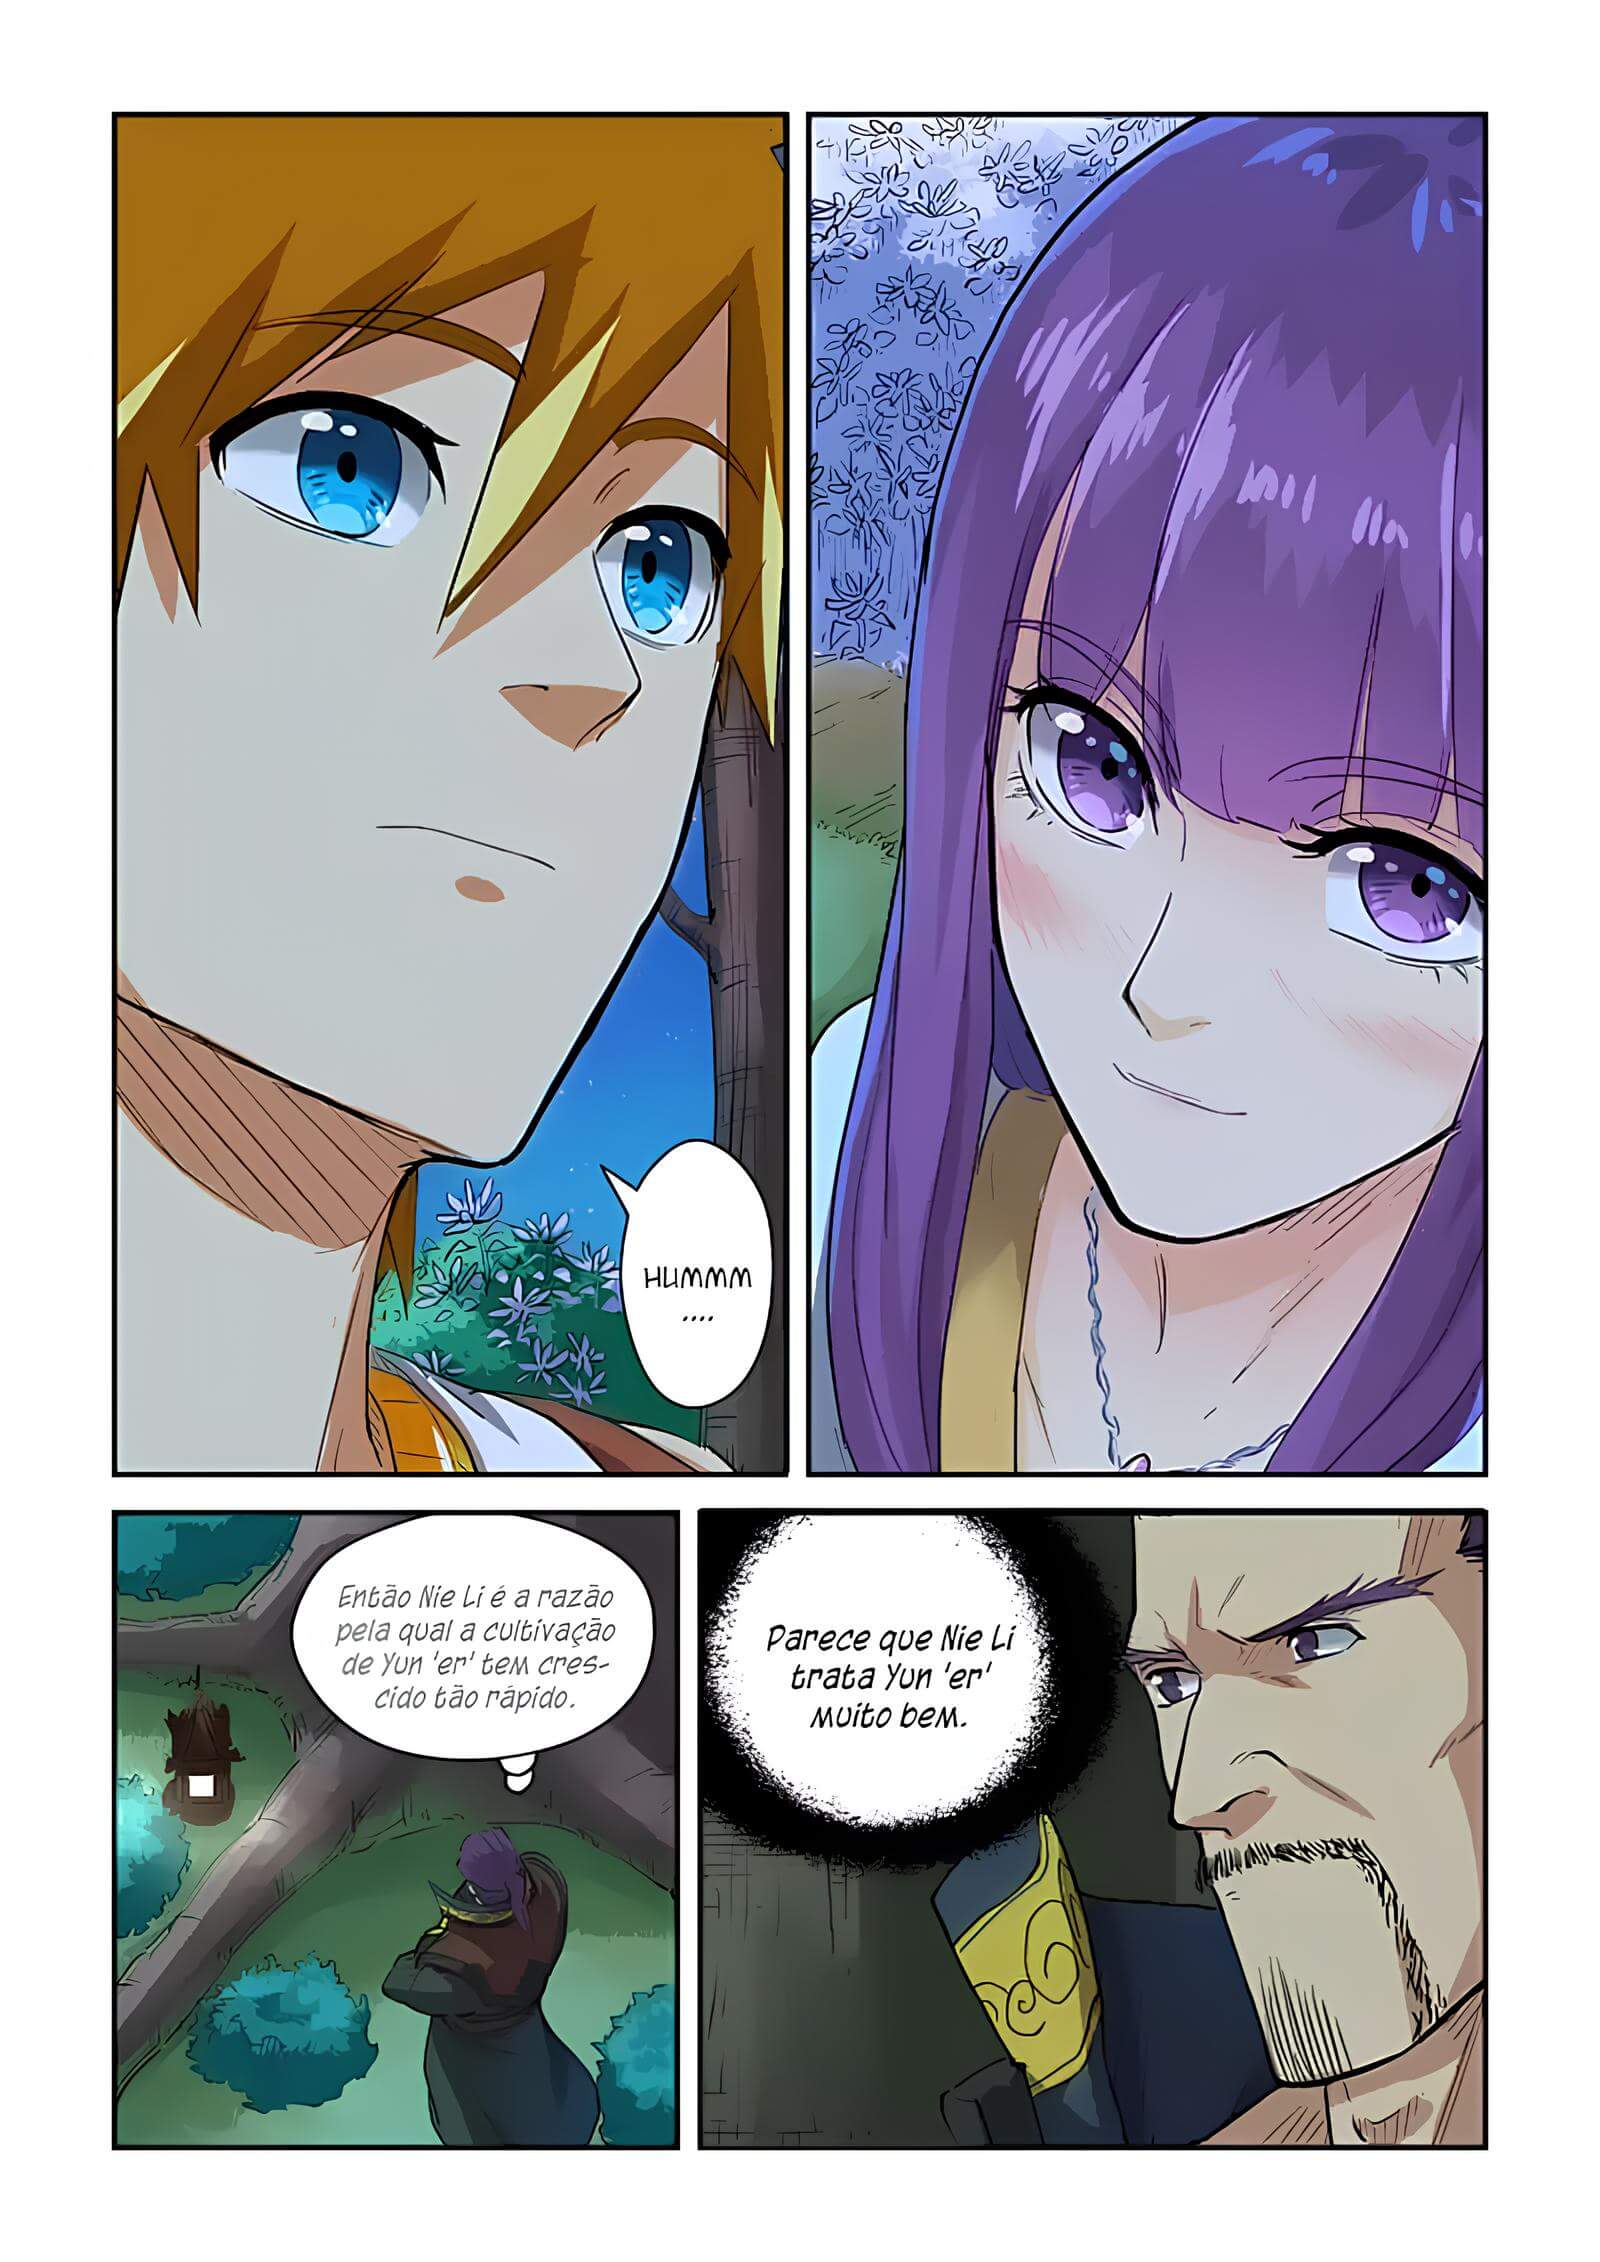 HUMMM
....
Então Nie Li é a razão
pela qual a cultivação
de Yun 'er' tem cres-
cido tão rápido.
Parece que Nie Li
trata Yun 'er'
muito bem.